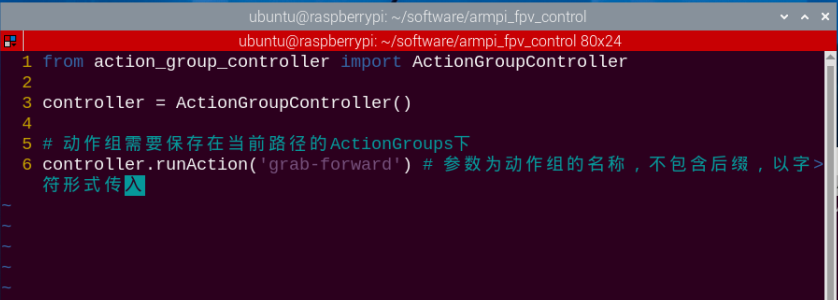 ubuntu@raspberrypi: ~/software/armpi_fpv_control
ubuntu@raspberrypi: ~/software/armpi_fpv_control 80x24
1 from action_group_controller import ActionGroupController
2
3 controller = ActionGroupController()
4
5 # 动作组需要保存在当前路径的ActionGroups下
6 controller.runAction('grab-forward') # 参数为动作组的名称，不包含后缀，以字>
符形式传入
~
~
~
~
~